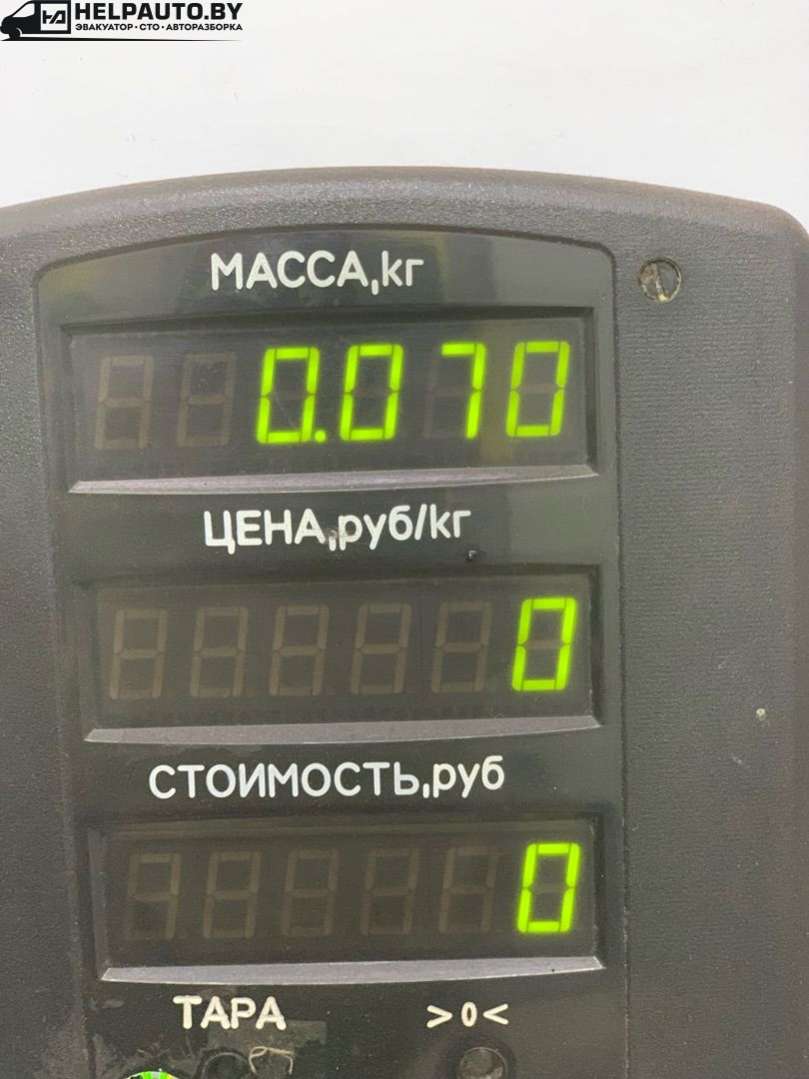 HELPAUTO.BY
ЭВАКУАТОР • СТО • АВТОРАЗБОРКА
МАССА,кг
0.070
ЦЕНА,руб/кг
0
СТОИМОСТЬ,руб
0
ТАРА >0<